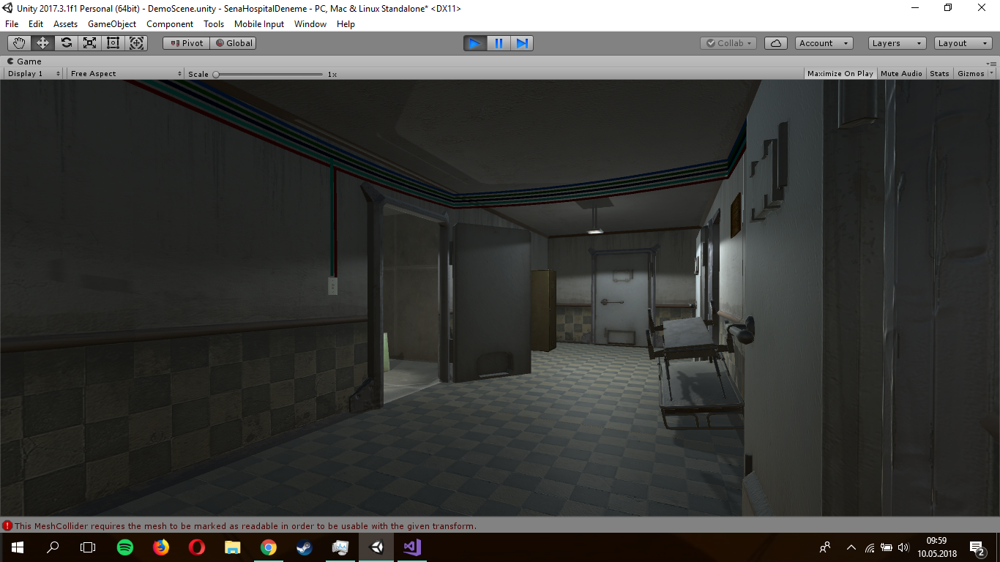 Unity 2017.3.1f1 Personal (64bit) - DemoScene.unity - SenaHospitalDeneme - PC, Mac & Linux Standalone* <DX11>
File Edit Assets GameObject Component Tools Mobile Input Window Help
Pivot Global Collab Account Layers Layout
Game
Display 1 Free Aspect Scale 1x Maximize On Play Mute Audio Stats Gizmos
This MeshCollider requires the mesh to be marked as readable in order to be usable with the given transform.
09:59
10.05.2018
2